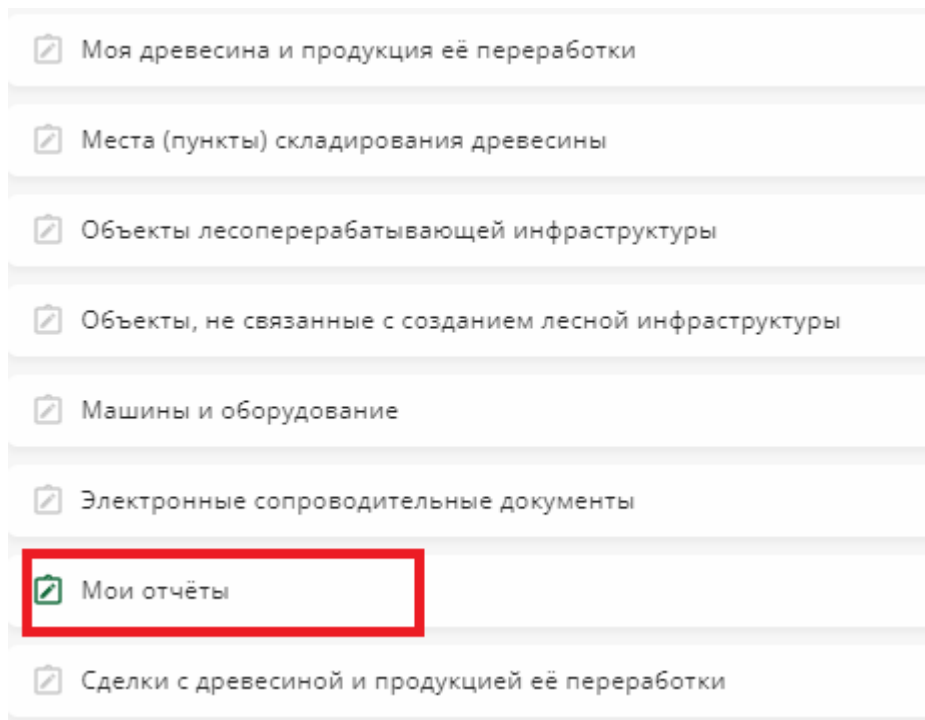 Моя древесина и продукция её переработки
Места (пункты) складирования древесины
Объекты лесоперерабатывающей инфраструктуры
Объекты, не связанные с созданием лесной инфраструктуры
Машины и оборудование
Электронные сопроводительные документы
Мои отчёты
Сделки с древесиной и продукцией её переработки